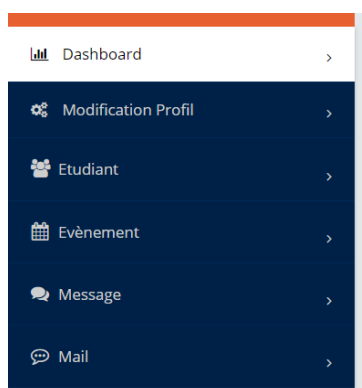 Dashboard
Modification Profil
Etudiant
Evènement
Message
Mail